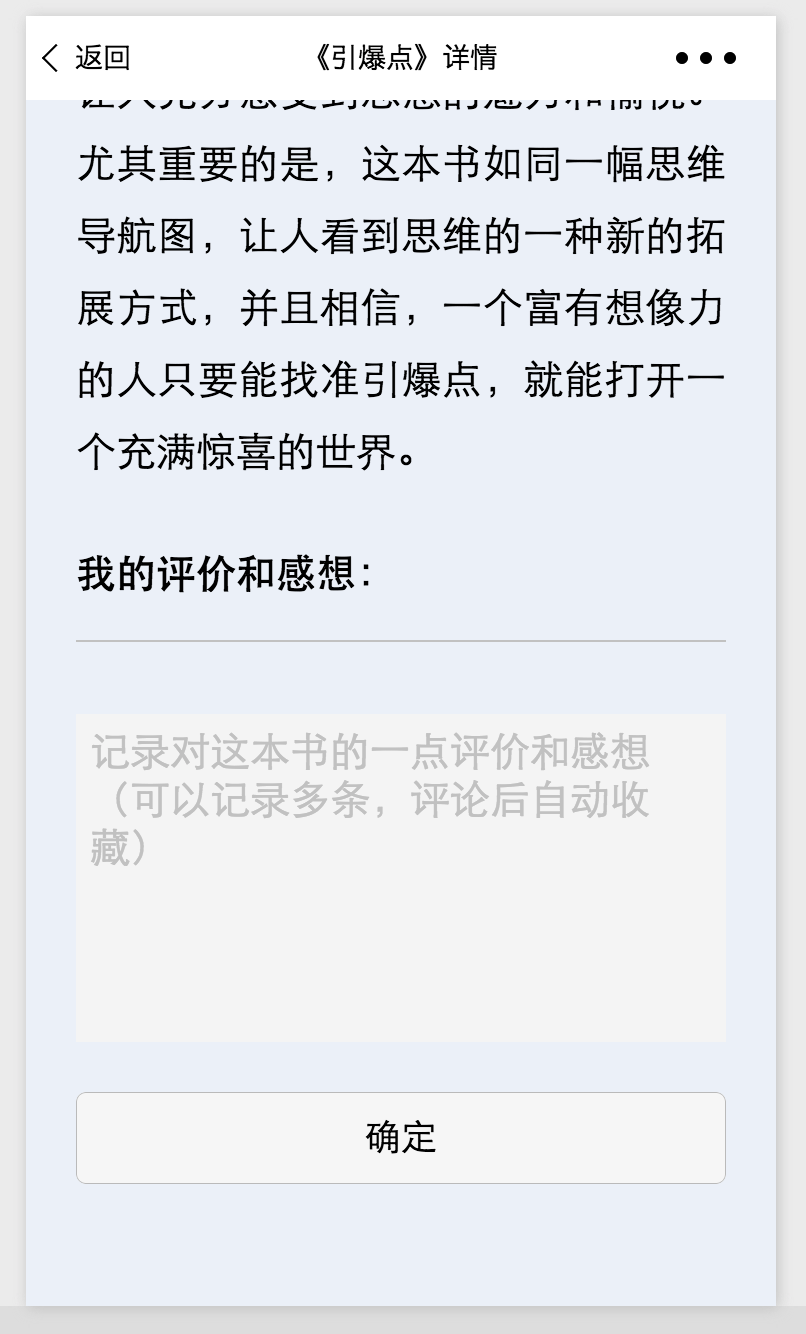 返回
《引爆点》详情
尤其重要的是，这本书如同一幅思维
导航图，让人看到思维的一种新的拓
展方式，并且相信，一个富有想像力
的人只要能找准引爆点，就能打开一
个充满惊喜的世界。
我的评价和感想：
记录对这本书的一点评价和感想
（可以记录多条，评论后自动收
藏）
确定